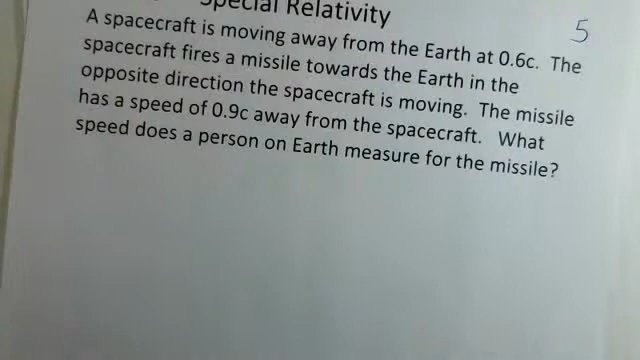 Special Relativity
5
A spacecraft is moving away from the Earth at 0.6c. The
spacecraft fires a missile towards the Earth in the
opposite direction the spacecraft is moving. The missile
has a speed of 0.9c away from the spacecraft. What
speed does a person on Earth measure for the missile?